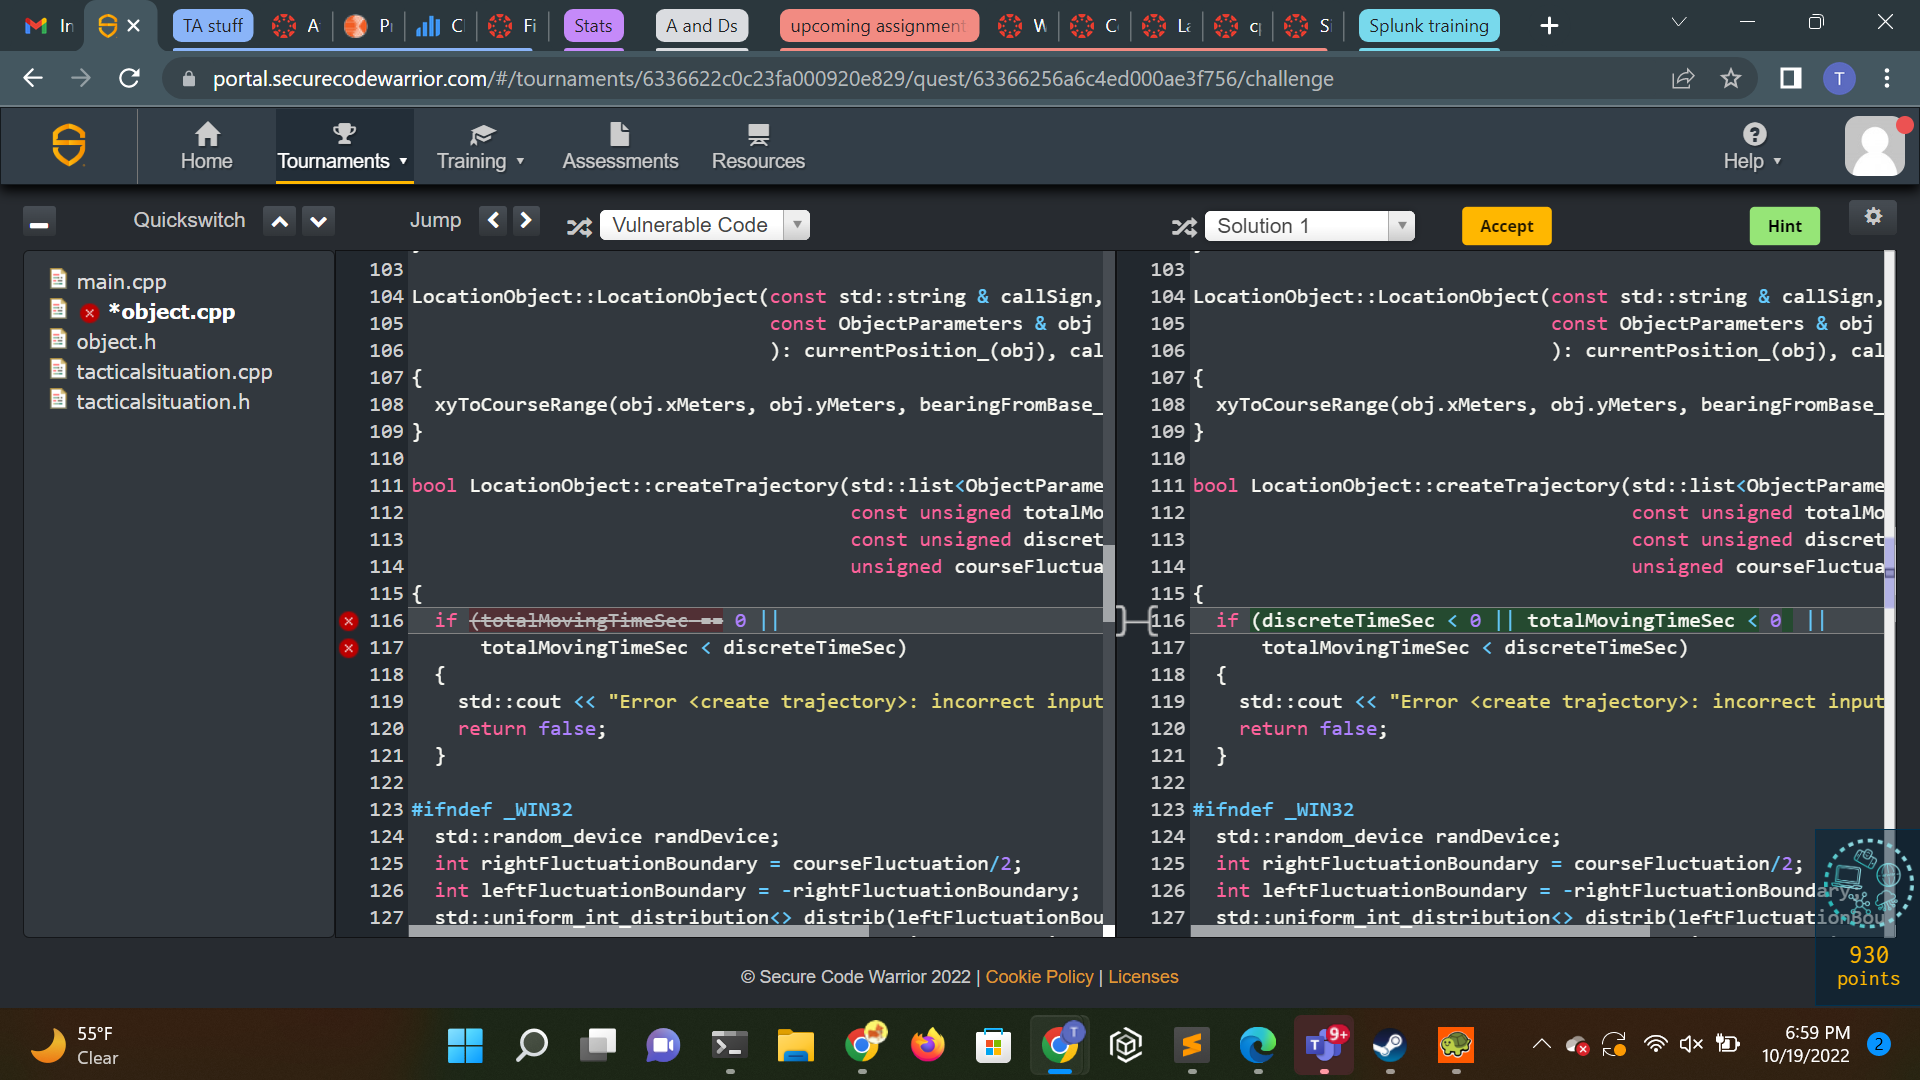 In
TA stuff
A
P
C
Fi
Stats
A and Ds
upcoming assignment
W
C
La
cp
Si
Splunk training
portal.securecodewarrior.com/#/tournaments/6336622c0c23fa000920e829/quest/63366256a6c4ed000ae3f756/challenge
T
Home
Tournaments
Training
Assessments
Resources
Help
Quickswitch
Jump
Vulnerable Code
Solution 1
Accept
Hint
main.cpp
*object.cpp
object.h
tacticalsituation.cpp
tacticalsituation.h
103
104 LocationObject::LocationObject(const std::string & callSign,
105 const ObjectParameters & obj
106 ): currentPosition_(obj), cal
107 {
108 xyToCourseRange(obj.xMeters, obj.yMeters, bearingFromBase_
109 }
110
111 bool LocationObject::createTrajectory(std::list<ObjectParame
112 const unsigned totalMo
113 const unsigned discret
114 unsigned courseFluctua
115 {
116 if (totalMovingTimeSec == 0 ||
117 totalMovingTimeSec < discreteTimeSec)
118 {
119 std::cout << "Error <create trajectory>: incorrect input
120 return false;
121 }
122
123 #ifndef _WIN32
124 std::random_device randDevice;
125 int rightFluctuationBoundary = courseFluctuation/2;
126 int leftFluctuationBoundary = -rightFluctuationBoundary;
127 std::uniform_int_distribution<> distrib(leftFluctuationBou
103
104 LocationObject::LocationObject(const std::string & callSign,
105 const ObjectParameters & obj
106 ): currentPosition_(obj), cal
107 {
108 xyToCourseRange(obj.xMeters, obj.yMeters, bearingFromBase_
109 }
110
111 bool LocationObject::createTrajectory(std::list<ObjectParame
112 const unsigned totalMo
113 const unsigned discret
114 unsigned courseFluctua
115 {
116 if (discreteTimeSec < 0 || totalMovingTimeSec < 0 ||
117 totalMovingTimeSec < discreteTimeSec)
118 {
119 std::cout << "Error <create trajectory>: incorrect input
120 return false;
121 }
122
123 #ifndef _WIN32
124 std::random_device randDevice;
125 int rightFluctuationBoundary = courseFluctuation/2;
126 int leftFluctuationBoundary = -rightFluctuationBoundary;
127 std::uniform_int_distribution<> distrib(leftFluctuationBou
930
points
© Secure Code Warrior 2022 | Cookie Policy | Licenses
55°F
Clear
T
T
9+
6:59 PM
10/19/2022
2